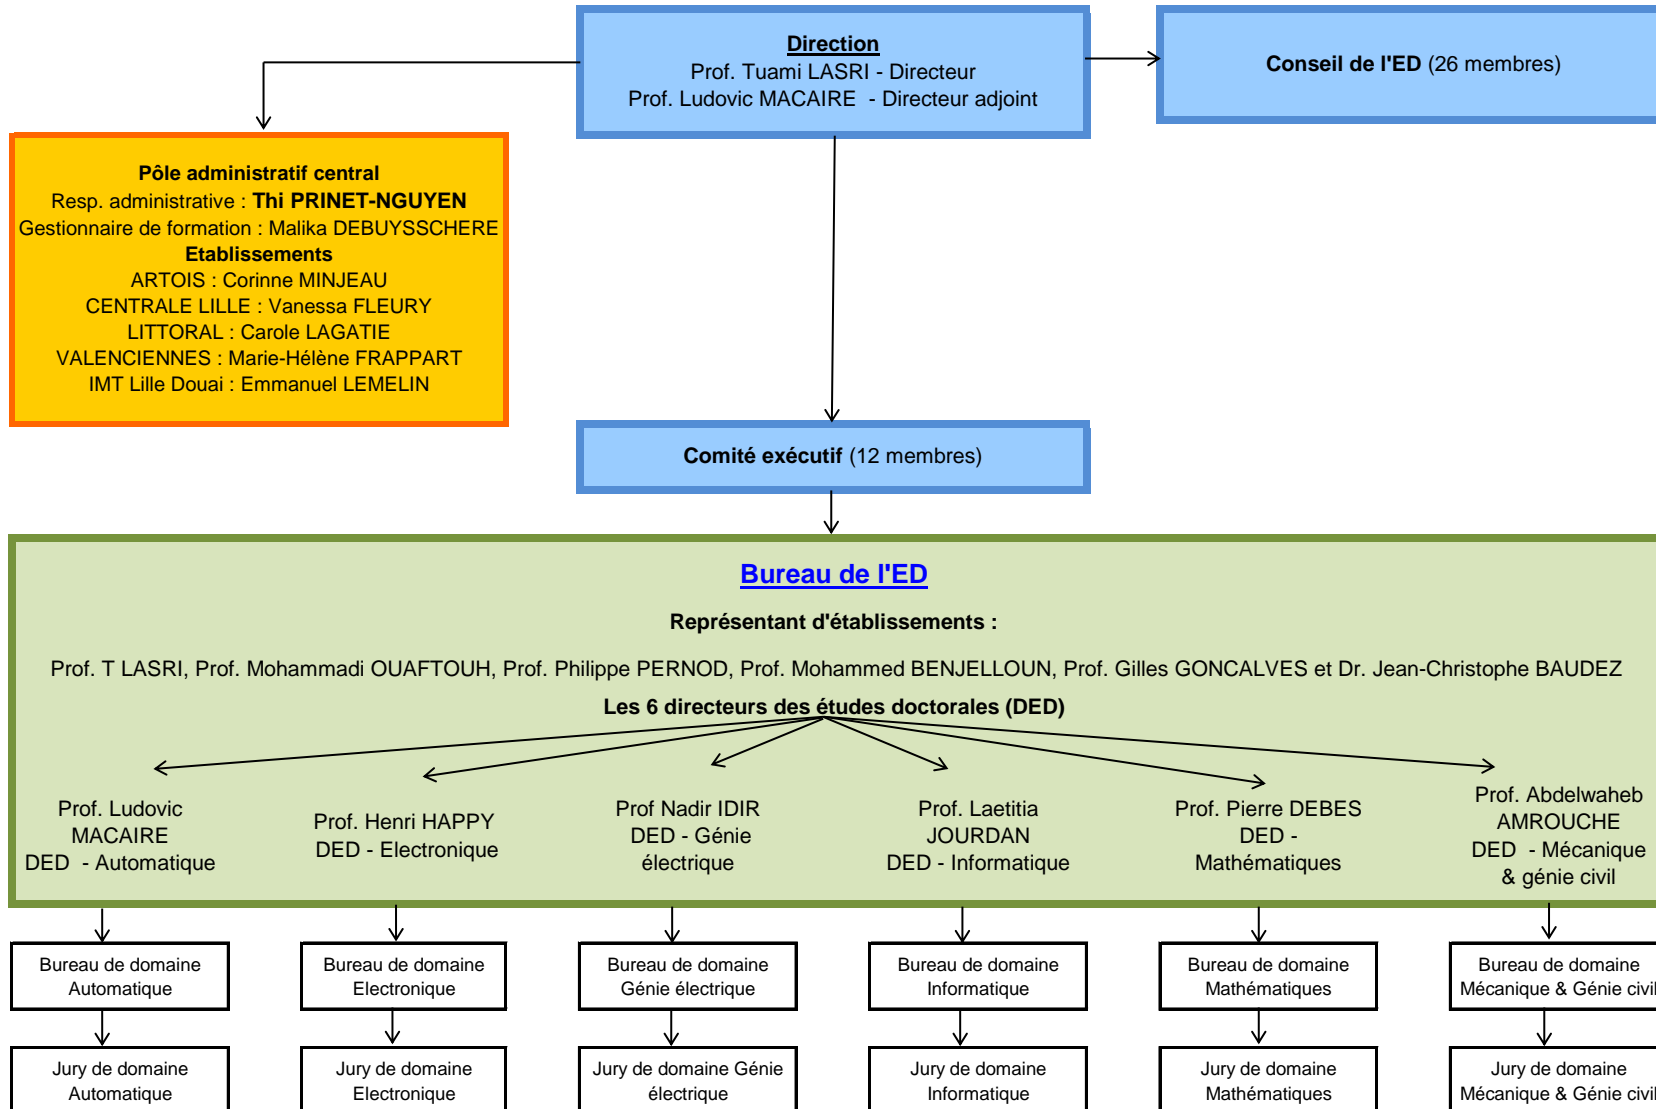 Direction
Prof. Tuami LASRI - Directeur
Prof. Ludovic MACAIRE  - Directeur adjoint
Conseil de l'ED (26 membres)
Pôle administratif central
Resp. administrative : Thi PRINET-NGUYEN
Gestionnaire de formation : Malika DEBUYSSCHERE
Etablissements
ARTOIS : Corinne MINJEAU
CENTRALE LILLE : Vanessa FLEURY
LITTORAL : Carole LAGATIE
VALENCIENNES : Marie-Hélène FRAPPART
IMT Lille Douai : Emmanuel LEMELIN
Comité exécutif (12 membres)
Bureau de l'ED
Représentant d'établissements :
Prof. T LASRI, Prof. Mohammadi OUAFTOUH, Prof. Philippe PERNOD, Prof. Mohammed BENJELLOUN, Prof. Gilles GONCALVES et Dr. Jean-Christophe BAUDEZ
Les 6 directeurs des études doctorales (DED)
Prof. Ludovic
MACAIRE
DED  - Automatique
Prof. Henri HAPPY
DED - Electronique
Prof Nadir IDIR
DED - Génie
électrique
Prof. Laetitia
JOURDAN
DED - Informatique
Prof. Pierre DEBES
DED -
Mathématiques
Prof. Abdelwaheb
AMROUCHE
DED  - Mécanique
& génie civil
Bureau de domaine
Automatique
Bureau de domaine
Electronique
Bureau de domaine
Génie électrique
Bureau de domaine
Informatique
Bureau de domaine
Mathématiques
Bureau de domaine
Mécanique & Génie civil
Jury de domaine
Automatique
Jury de domaine
Electronique
Jury de domaine Génie
électrique
Jury de domaine
Informatique
Jury de domaine
Mathématiques
Jury de domaine
Mécanique & Génie civil